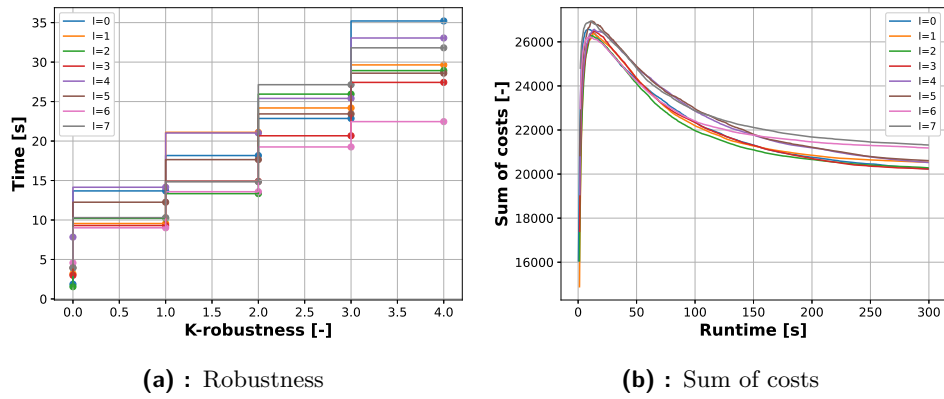 35
30
25
20
15
10
5
0
Time [s]
l=0
l=1
l=2
l=3
l=4
l=5
l=6
l=7
0.0 0.5 1.0 1.5 2.0 2.5 3.0 3.5 4.0
K-robustness [-]
(a) : Robustness
26000
24000
22000
20000
18000
16000
Sum of costs [-]
l=0
l=1
l=2
l=3
l=4
l=5
l=6
l=7
0 50 100 150 200 250 300
Runtime [s]
(b) : Sum of costs